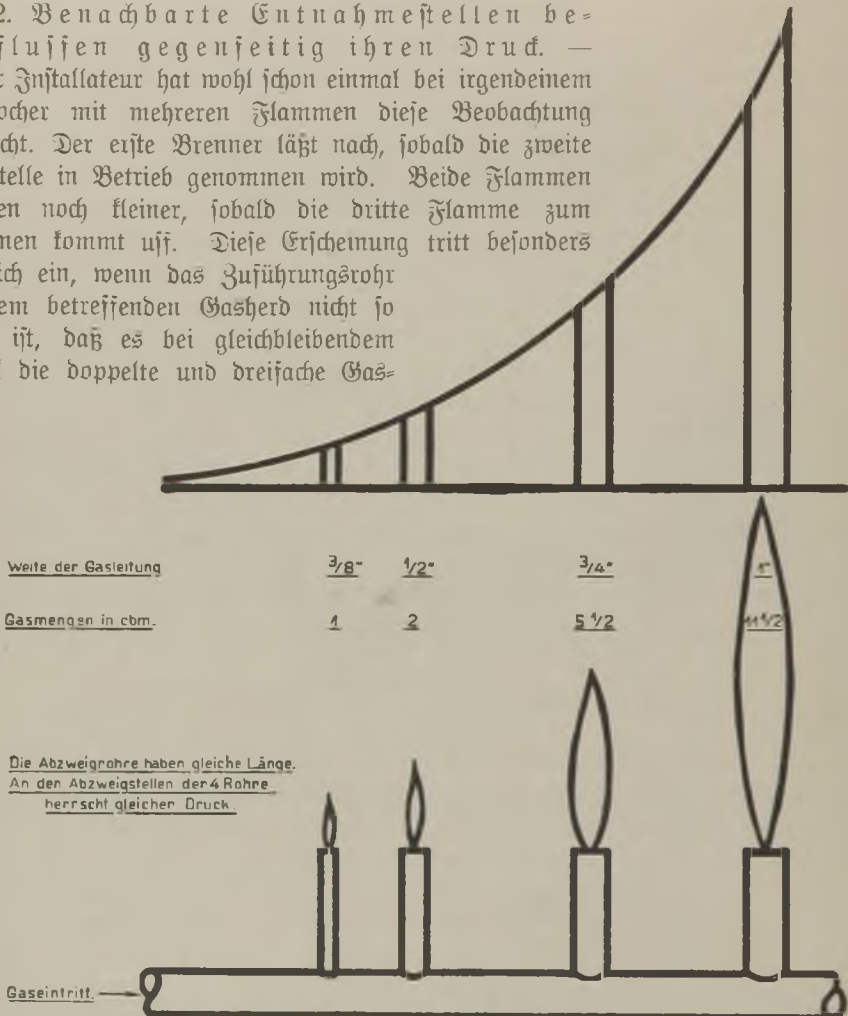 2. Benachbarte Entnahmeſtellen be-
fluſſen gegenſeitig ihren Druck. —
Inſtallateur hat wohl ſchon einmal bei irgendeinem
ocher mit mehreren Flammen dieſe Beobachtung
cht. Der erſte Brenner läßt nach, ſobald die zweite
telle in Betrieb genommen wird. Beide Flammen
en noch kleiner, ſobald die dritte Flamme zum
nen kommt uſf. Dieſe Erſcheinung tritt beſonders
ich ein, wenn das Zuführungsrohr
em betreffenden Gasherd nicht ſo
iſt, daß es bei gleichbleibendem
die doppelte und dreifache Gas-
Weite der Gasleitung 3/8" 1/2" 3/4" 1"
Gasmengen in cbm. 1 2 5 1/2 11 1/2
Die Abzweigrohre haben gleiche Länge.
An den Abzweigstellen der 4 Rohre
herrscht gleicher Druck.
Gaseintritt.